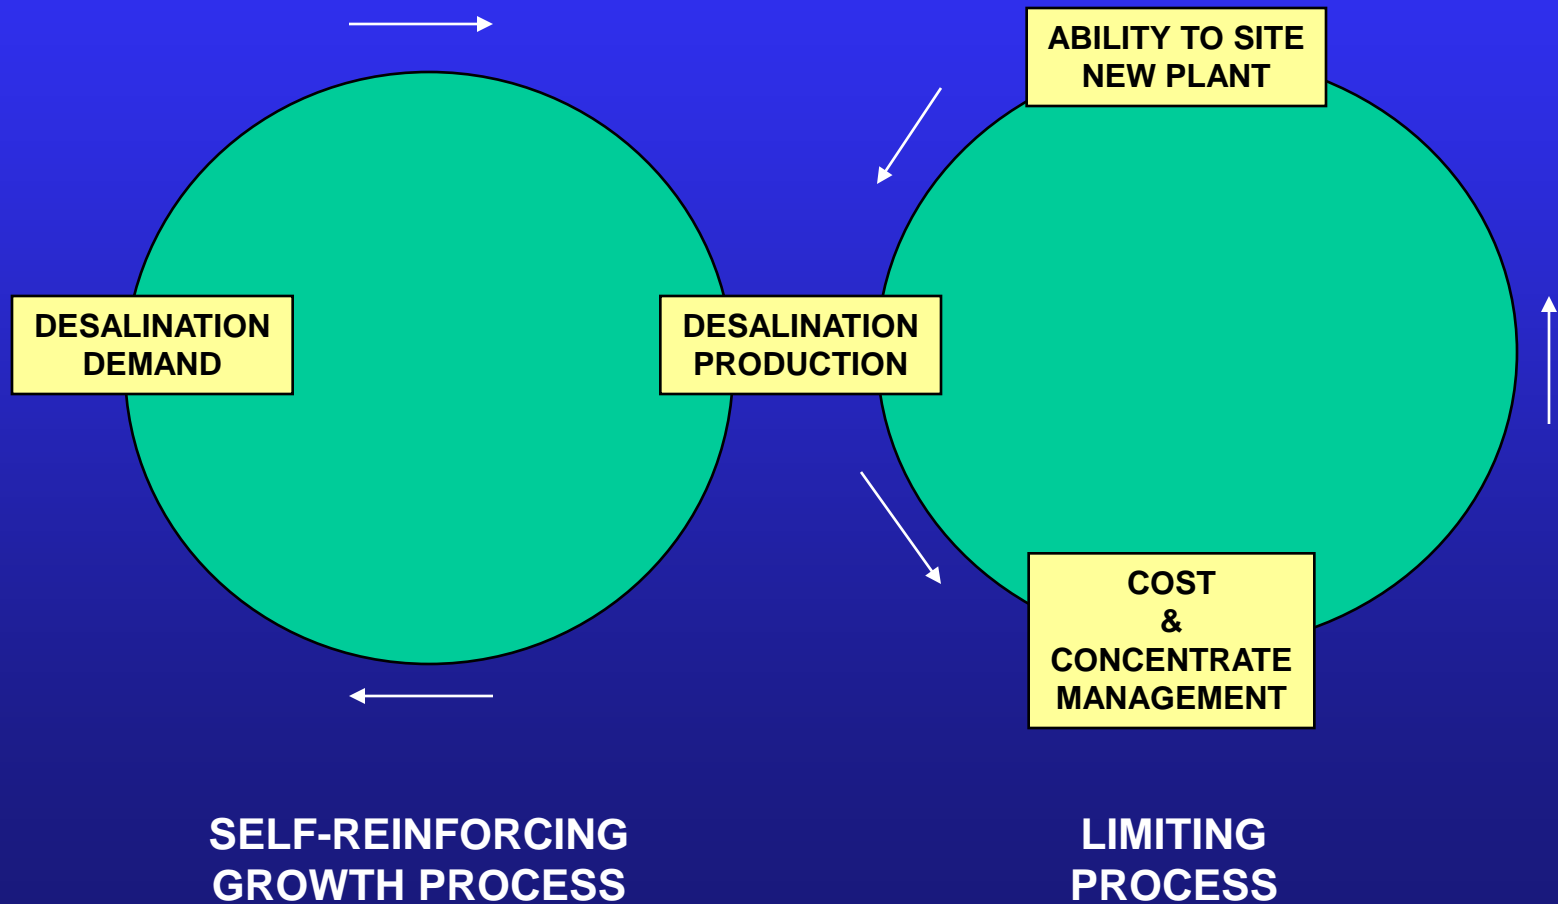 ABILITY TO SITE
NEW PLANT
DESALINATION
DEMAND
DESALINATION
PRODUCTION
COST
&
CONCENTRATE
MANAGEMENT
SELF-REINFORCING
GROWTH PROCESS
LIMITING
PROCESS